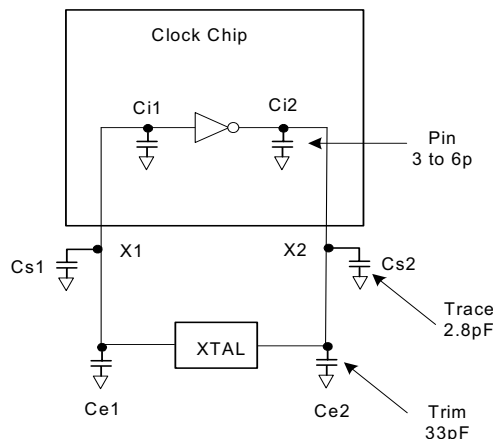 Clock Chip
Ci1
Ci2
Pin
3 to 6p
X1
X2
Cs1
Cs2
Trace
2.8pF
XTAL
Ce1
Ce2
Trim
33pF